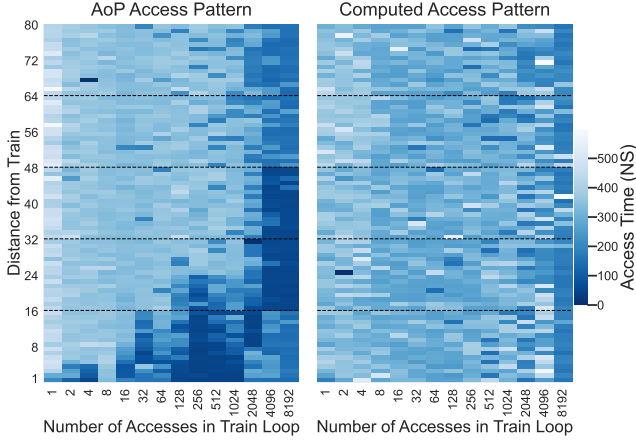 AoP Access Pattern
Computed Access Pattern
80
72
64
56
48
40
32
24
16
8
1
Distance from Train
1 2 4 8 16 32 64 128 256 512 1024 2048 4096 8192
1 2 4 8 16 32 64 128 256 512 1024 2048 4096 8192
Number of Accesses in Train Loop
Number of Accesses in Train Loop
500
400
300
200
100
0
Access Time (NS)